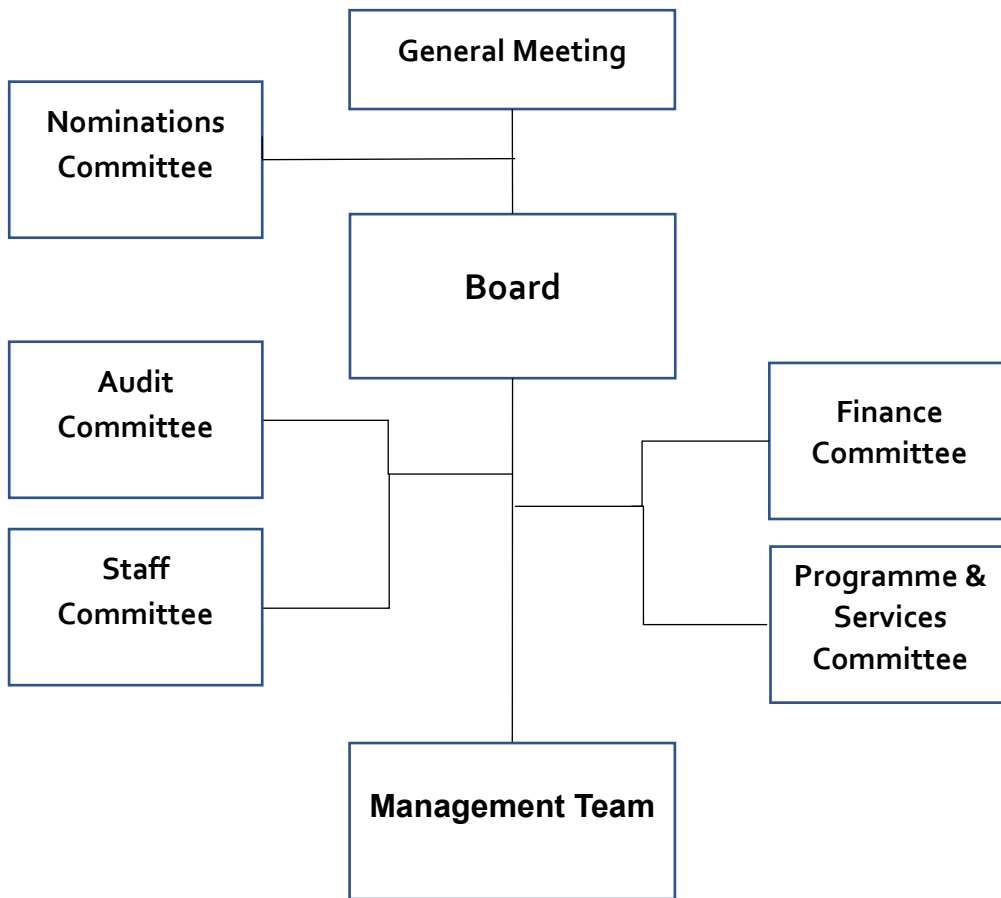 General Meeting
Nominations
Committee
Board
Audit
Committee
Finance
Committee
Staff
Committee
Programme &
Services
Committee
Management Team